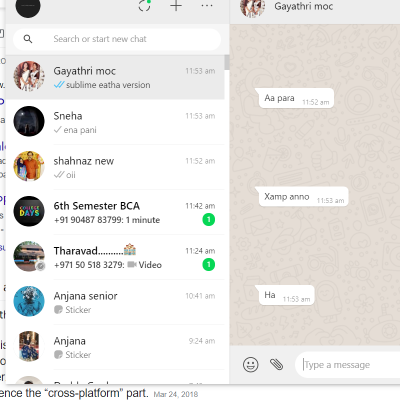 Gayathri moc
Search or start new chat
Gayathri moc 11:53 am
sublime eatha version
Sneha 11:53 am
ena pani
shahnaz new 11:52 am
oii
6th Semester BCA 11:42 am
+91 90487 83799: 1 minute 1
Tharavad.......... 11:24 am
+971 50 518 3279: Video 1
Anjana senior 10:41 am
Sticker
Anjana 9:24 am
Sticker
Aa para 11:52 am
Xamp anno 11:53 am
Ha 11:53 am
Type a message
COLLEGE
DAYS
ence the “cross-platform” part. Mar 24, 2018